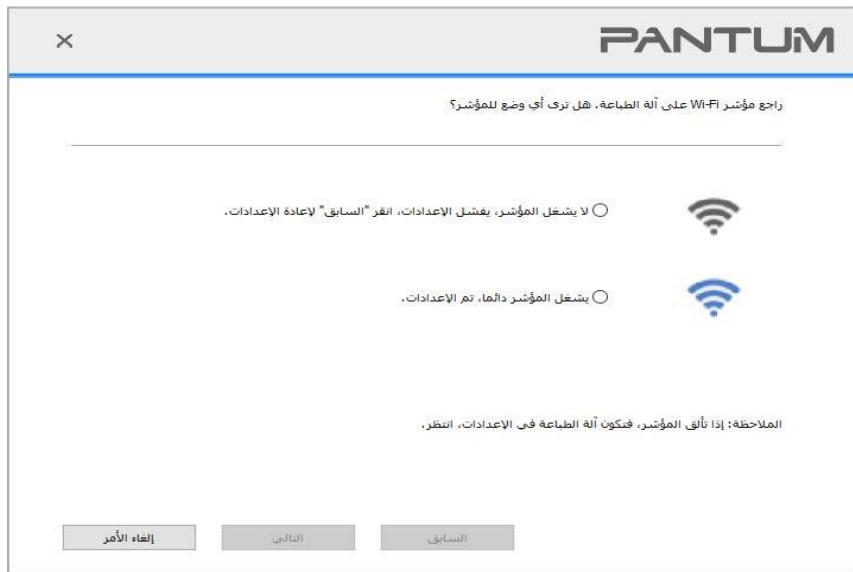 PANTUM
راجع مؤشر Wi-Fi على آلة الطباعة. هل ترى أي وضع للمؤشر؟
لا يشغل المؤشر، يفشل الإعدادات، انقر "السابق" لإعادة الإعدادات.
يشغل المؤشر دائما، تم الإعدادات.
الملاحظة: إذا تألق المؤشر، فتكون آلة الطباعة في الإعدادات، انتظر.
السابق
التالي
إلغاء الأمر